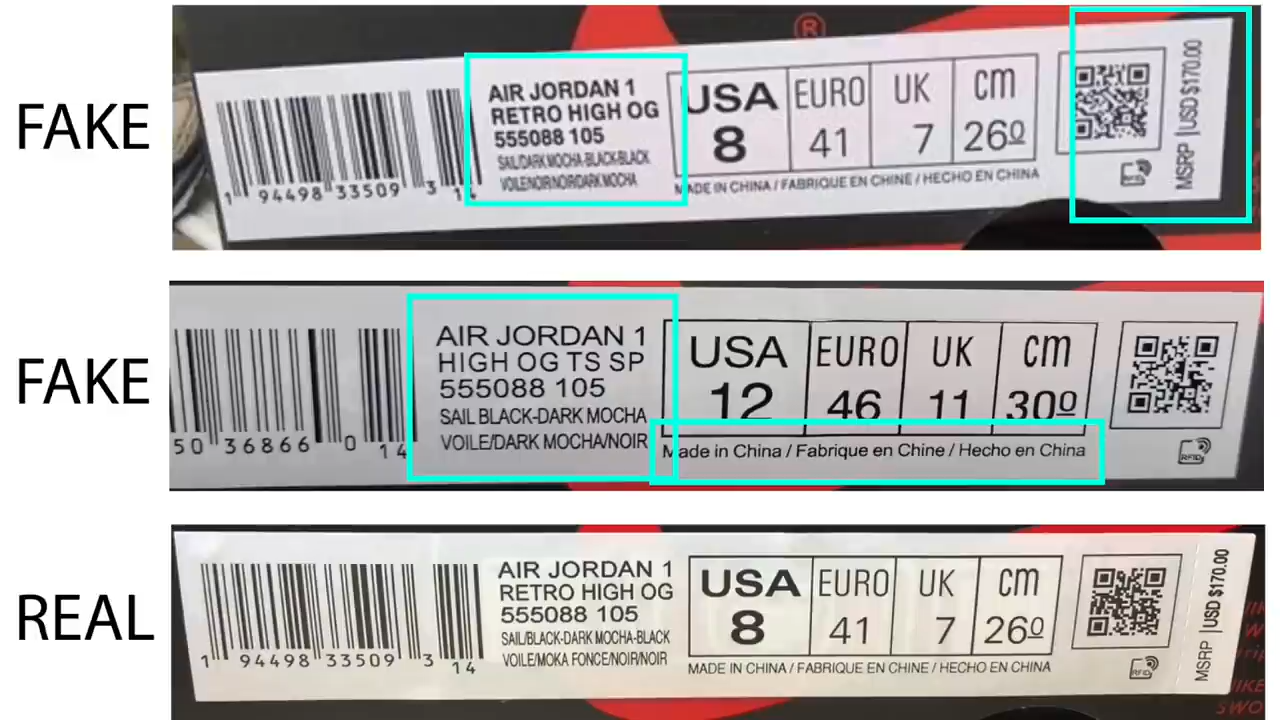 FAKE
®
AIR JORDAN 1
RETRO HIGH OG
555088 105
SAIL/DARK MOCHA-BLACK-BLACK
VOILE/NOIR/NOIR/DARK MOCHA
1 94498 33509 3 14
USA EURO UK cm
8 41 7 26º
MADE IN CHINA / FABRIQUE EN CHINE / HECHO EN CHINA
RFID
MSRP | USD $170.00
FAKE
AIR JORDAN 1
HIGH OG TS SP
555088 105
SAIL BLACK-DARK MOCHA
VOILE/DARK MOCHA/NOIR
50 36866 0 14
USA EURO UK cm
12 46 11 30º
Made in China / Fabrique en Chine / Hecho en China
RFID
REAL
AIR JORDAN 1
RETRO HIGH OG
555088 105
SAIL/BLACK-DARK MOCHA-BLACK
VOILE/MOKA FONCE/NOIR/NOIR
1 94498 33509 3 14
USA EURO UK cm
8 41 7 26º
MADE IN CHINA / FABRIQUE EN CHINE / HECHO EN CHINA
RFID
MSRP | USD $170.00